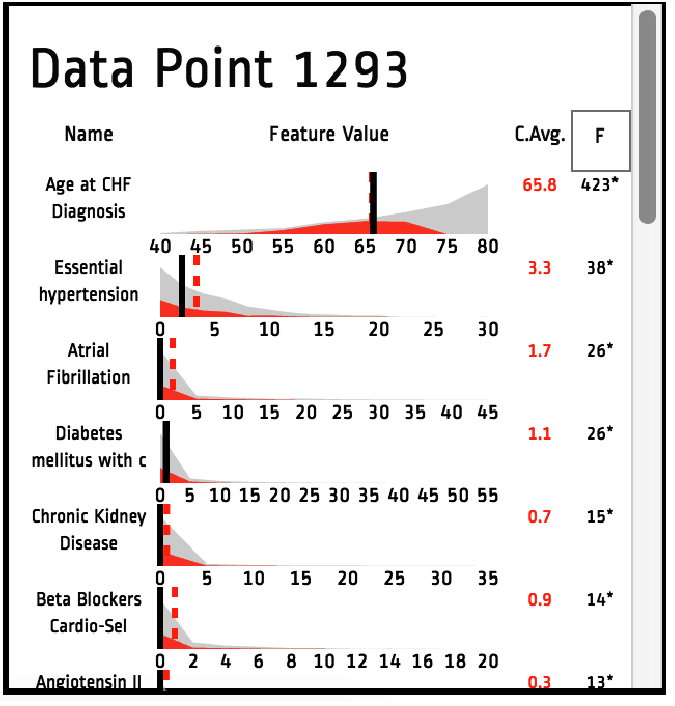 Data Point 1293
Name Feature Value C.Avg. F
Age at CHF
Diagnosis
65.8 423*
40 45 50 55 60 65 70 75 80
Essential
hypertension
3.3 38*
0 5 10 15 20 25 30
Atrial
Fibrillation
1.7 26*
0 5 10 15 20 25 30 35 40 45
Diabetes
mellitus with c
1.1 26*
0 5 10 15 20 25 30 35 40 45 50 55
Chronic Kidney
Disease
0.7 15*
0 5 10 15 20 25 30 35
Beta Blockers
Cardio-Sel
0.9 14*
0 2 4 6 8 10 12 14 16 18 20
Angiotensin II
0.3 13*